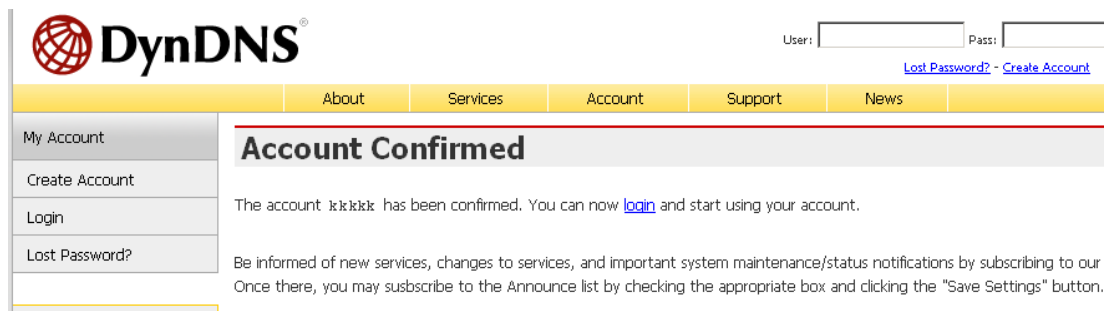 DynDNS®
User: Pass:
Lost Password? - Create Account
About Services Account Support News
My Account
Create Account
Login
Lost Password?
Account Confirmed
The account kkkkk has been confirmed. You can now login and start using your account.
Be informed of new services, changes to services, and important system maintenance/status notifications by subscribing to our
Once there, you may susbscribe to the Announce list by checking the appropriate box and clicking the "Save Settings" button.